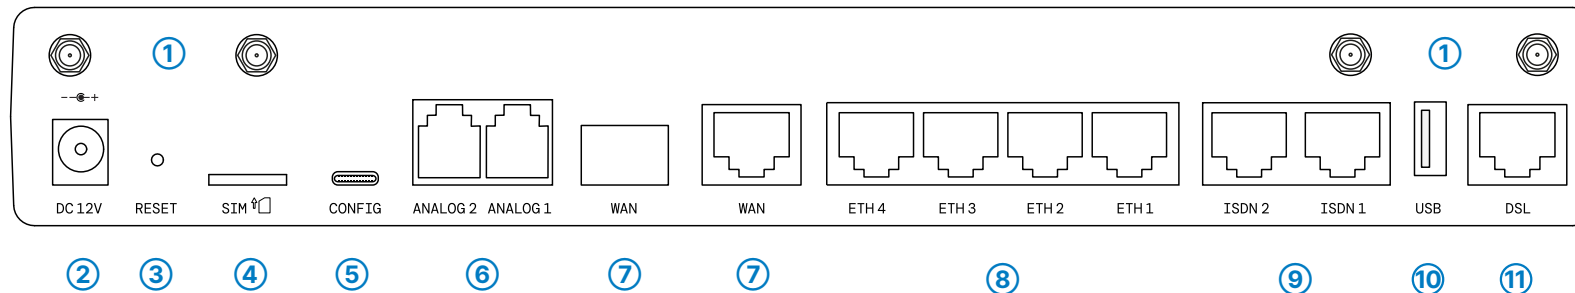 ① ①
DC 12V RESET SIM CONFIG ANALOG 2 ANALOG 1 WAN WAN ETH 4 ETH 3 ETH 2 ETH 1 ISDN 2 ISDN 1 USB DSL
② ③ ④ ⑤ ⑥ ⑦ ⑦ ⑧ ⑨ ⑩ ⑪